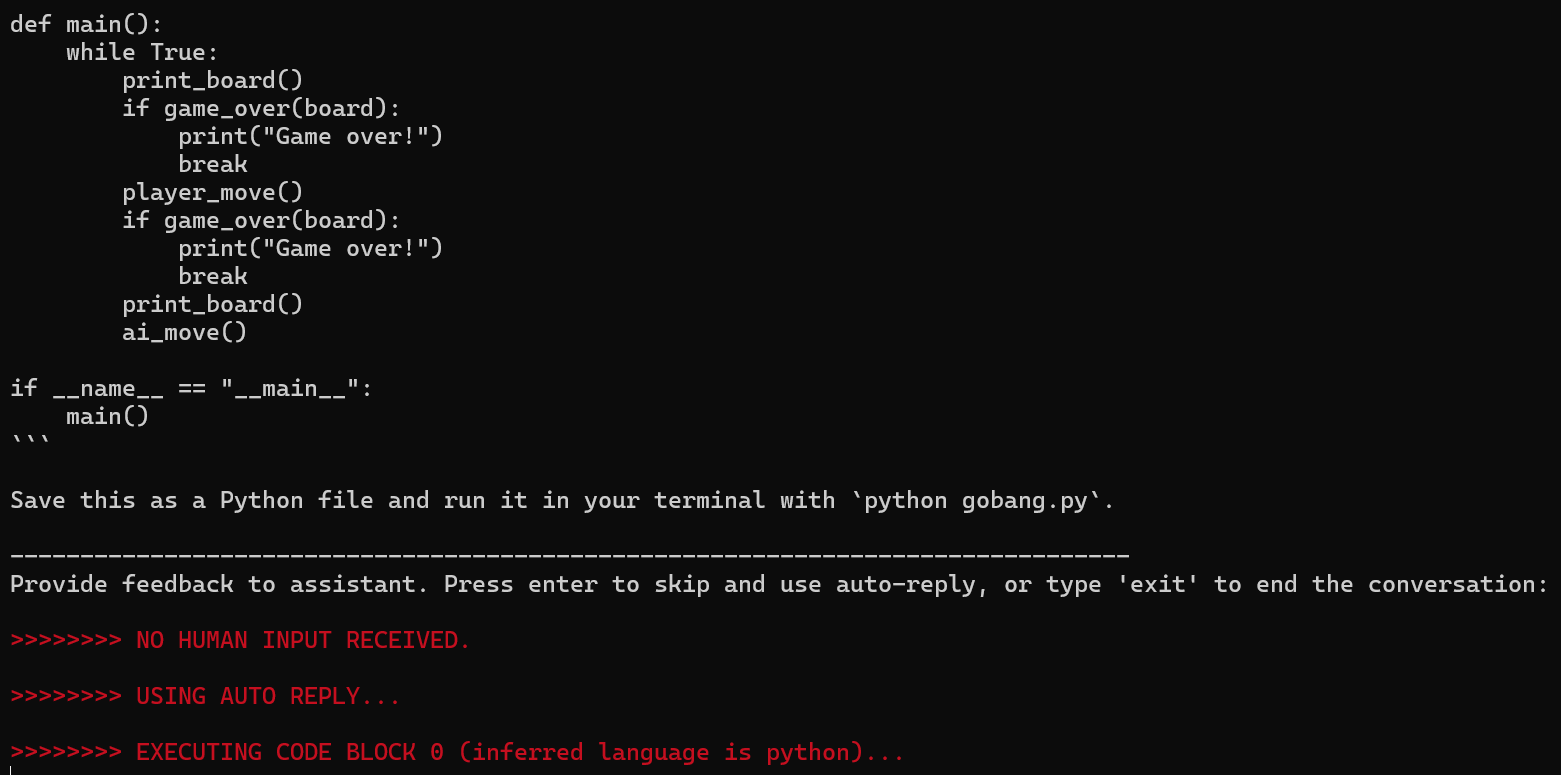 def main():
    while True:
        print_board()
        if game_over(board):
            print("Game over!")
            break
        player_move()
        if game_over(board):
            print("Game over!")
            break
        print_board()
        ai_move()

if __name__ == "__main__":
    main()
```

Save this as a Python file and run it in your terminal with `python gobang.py`.

--------------------------------------------------------------------------------
Provide feedback to assistant. Press enter to skip and use auto-reply, or type 'exit' to end the conversation:

>>>>>>>> NO HUMAN INPUT RECEIVED.

>>>>>>>> USING AUTO REPLY...

>>>>>>>> EXECUTING CODE BLOCK 0 (inferred language is python)...